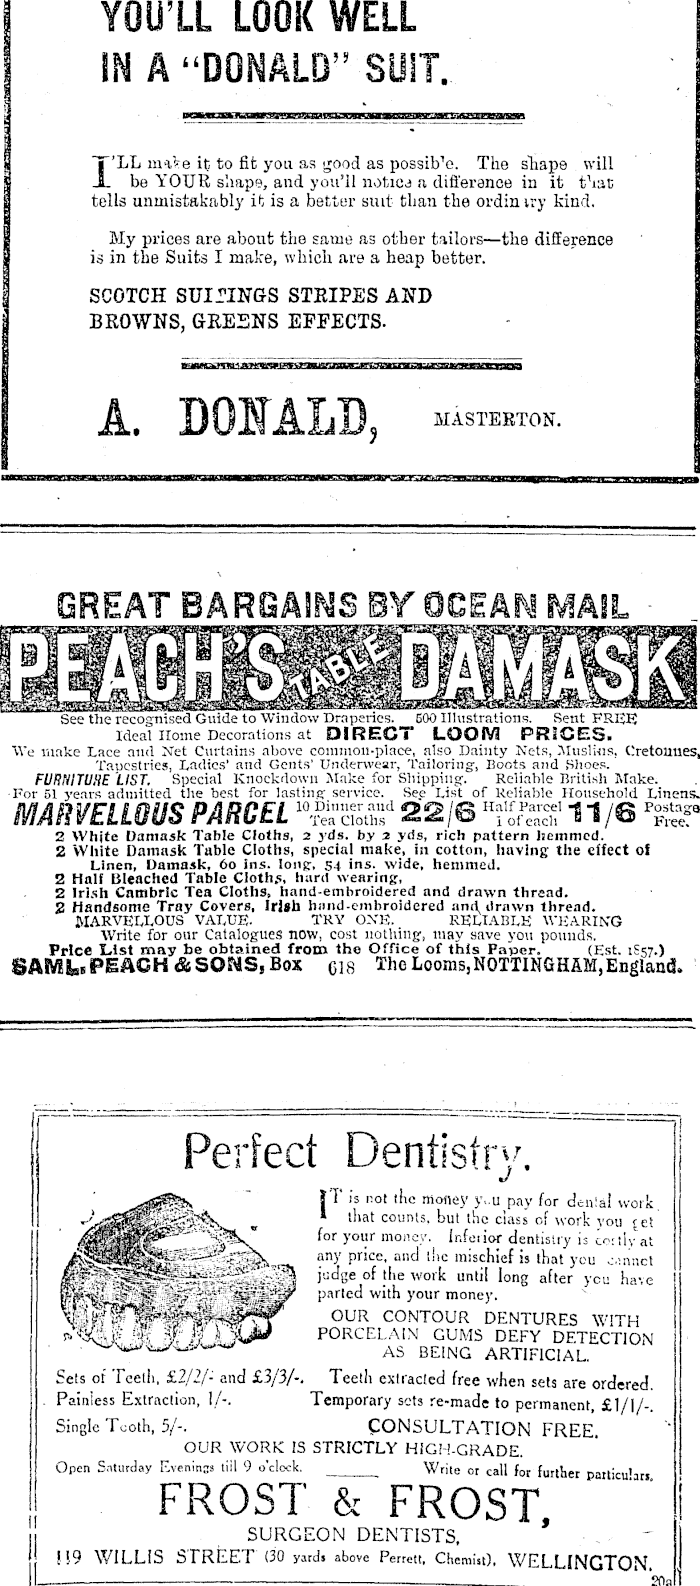 YOU'LL LOOK WELL
IN A "DONALD" SUIT.
I'LL make it to fit you as good as possible. The shape will
be YOUR shape, and you'll notice a difference in it that
tells unmistakably it is a better suit than the ordinary kind.
My prices are about the same as other tailors—the difference
is in the Suits I make, which are a heap better.
SCOTCH SUITINGS STRIPES AND
BROWNS, GREENS EFFECTS.
A. DONALD, MASTERTON.
GREAT BARGAINS BY OCEAN MAIL
PEACH'S TABLE DAMASK
See the recognised Guide to Window Draperies. 500 Illustrations. Sent FREE
Ideal Home Decorations at DIRECT LOOM PRICES.
We make Lace and Net Curtains above common-place, also Dainty Nets, Muslins, Cretonnes,
Tapestries, Ladies' and Gents' Underwear, Tailoring, Boots and Shoes.
FURNITURE LIST. Special Knockdown Make for Shipping. Reliable British Make.
For 51 years admitted the best for lasting service. See List of Reliable Household Linens.
MARVELLOUS PARCEL 10 Dinner and Tea Cloths 22/6 Half Parcel 1 of each 11/6 Postage Free.
2 White Damask Table Cloths, 2 yds. by 2 yds, rich pattern hemmed.
2 White Damask Table Cloths, special make, in cotton, having the effect of
Linen, Damask, 60 ins. long, 54 ins. wide, hemmed.
2 Half Bleached Table Cloths, hard wearing,
2 Irish Cambric Tea Cloths, hand-embroidered and drawn thread.
2 Handsome Tray Covers, Irish hand-embroidered and drawn thread.
MARVELLOUS VALUE. TRY ONE. RELIABLE WEARING
Write for our Catalogues now, cost nothing, may save you pounds.
Price List may be obtained from the Office of this Paper. (Est. 1857.)
SAML. PEACH & SONS, Box 618 The Looms, NOTTINGHAM, England.
Perfect Dentistry.
IT is not the money you pay for dental work
that counts, but the class of work you get
for your money. Inferior dentistry is costly at
any price, and the mischief is that you cannot
judge of the work until long after you have
parted with your money.
OUR CONTOUR DENTURES WITH
PORCELAIN GUMS DEFY DETECTION
AS BEING ARTIFICIAL.
Sets of Teeth, £2/2/- and £3/3/-. Teeth extracted free when sets are ordered.
Painless Extraction, 1/-. Temporary sets re-made to permanent, £1/1/-.
Single Tooth, 5/-. CONSULTATION FREE.
OUR WORK IS STRICTLY HIGH-GRADE.
Open Saturday Evenings till 9 o'clock. Write or call for further particulars.
FROST & FROST,
SURGEON DENTISTS,
119 WILLIS STREET (30 yards above Perrett, Chemist), WELLINGTON.
20a